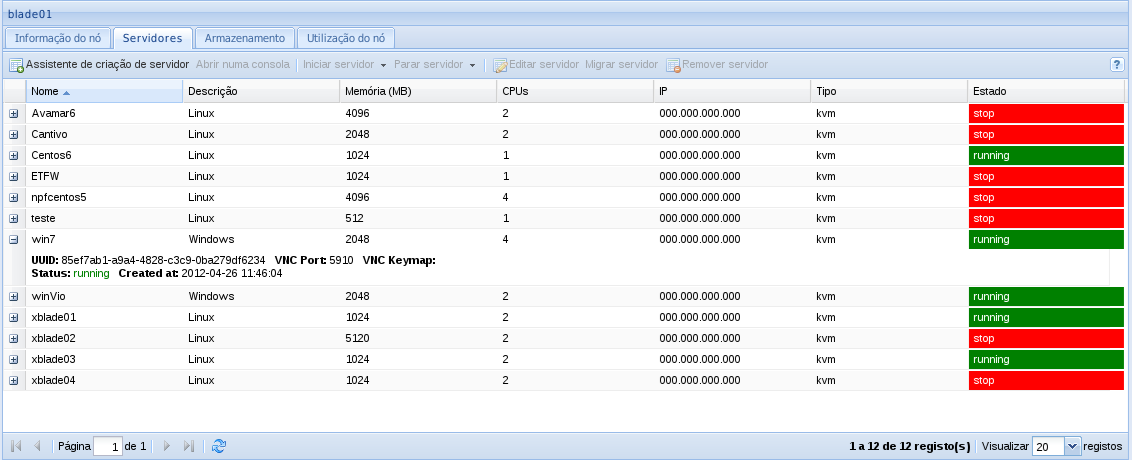 blade01
Informação do nó Servidores Armazenamento Utilização do nó
Assistente de criação de servidor Abrir numa consola Iniciar servidor Parar servidor Editar servidor Migrar servidor Remover servidor ?
Nome Descrição Memória (MB) CPUs IP Tipo Estado
Avamar6 Linux 4096 2 000.000.000.000 kvm stop
Cantivo Linux 2048 2 000.000.000.000 kvm stop
Centos6 Linux 1024 1 000.000.000.000 kvm running
ETFW Linux 1024 1 000.000.000.000 kvm stop
npfcentos5 Linux 4096 4 000.000.000.000 kvm stop
teste Linux 512 1 000.000.000.000 kvm stop
win7 Windows 2048 4 000.000.000.000 kvm running
UUID: 85ef7ab1-a9a4-4828-c3c9-0ba279df6234 VNC Port: 5910 VNC Keymap:
Status: running Created at: 2012-04-26 11:46:04
winVio Windows 2048 2 000.000.000.000 kvm running
xblade01 Linux 1024 2 000.000.000.000 kvm running
xblade02 Linux 5120 2 000.000.000.000 kvm stop
xblade03 Linux 1024 2 000.000.000.000 kvm running
xblade04 Linux 1024 2 000.000.000.000 kvm stop
Página 1 de 1 1 a 12 de 12 registo(s) Visualizar 20 registos